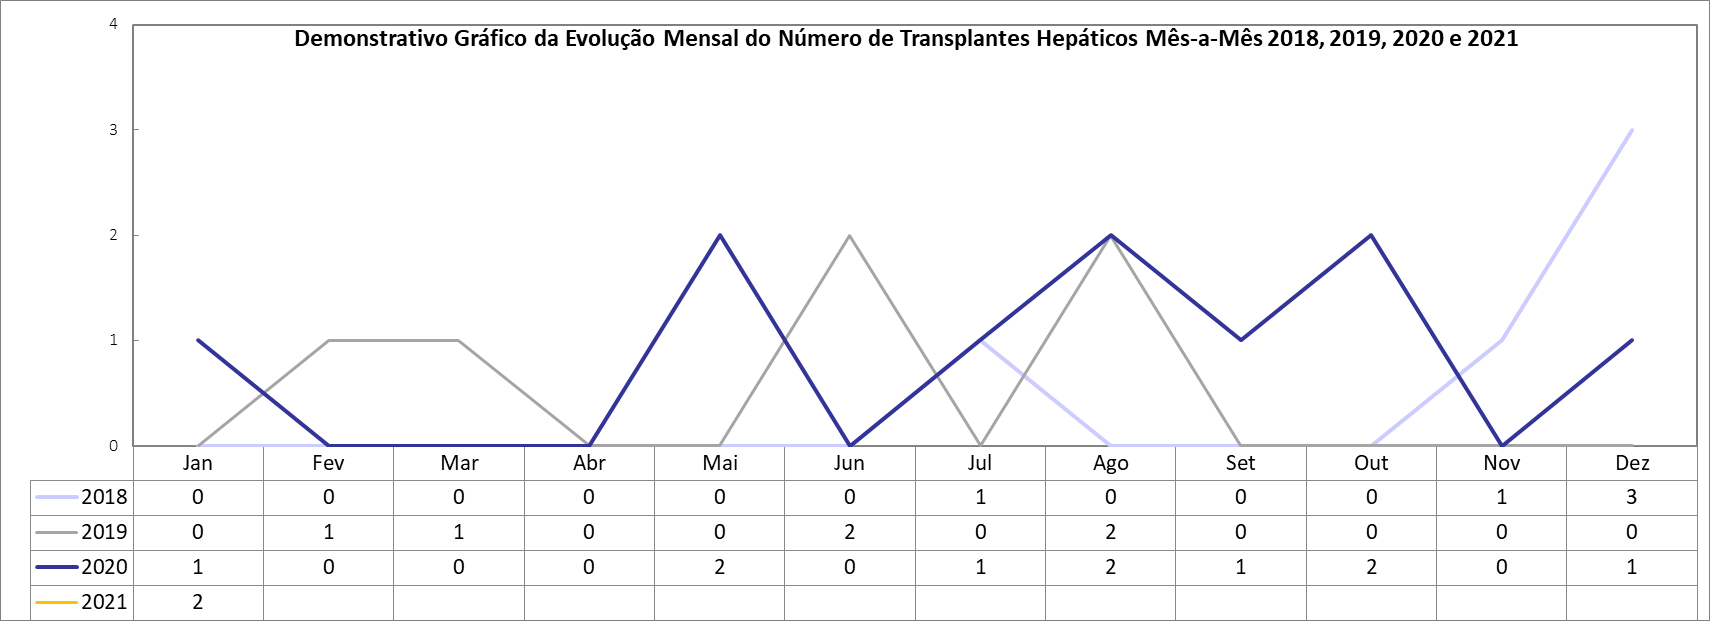 Demonstrativo Gráfico da Evolução Mensal do Número de Transplantes Hepáticos Mês-a-Mês 2018, 2019, 2020 e 2021
4
3
2
1
0
Jan Fev Mar Abr Mai Jun Jul Ago Set Out Nov Dez
2018 0 0 0 0 0 0 1 0 0 0 1 3
2019 0 1 1 0 0 2 0 2 0 0 0 0
2020 1 0 0 0 2 0 1 2 1 2 0 1
2021 2